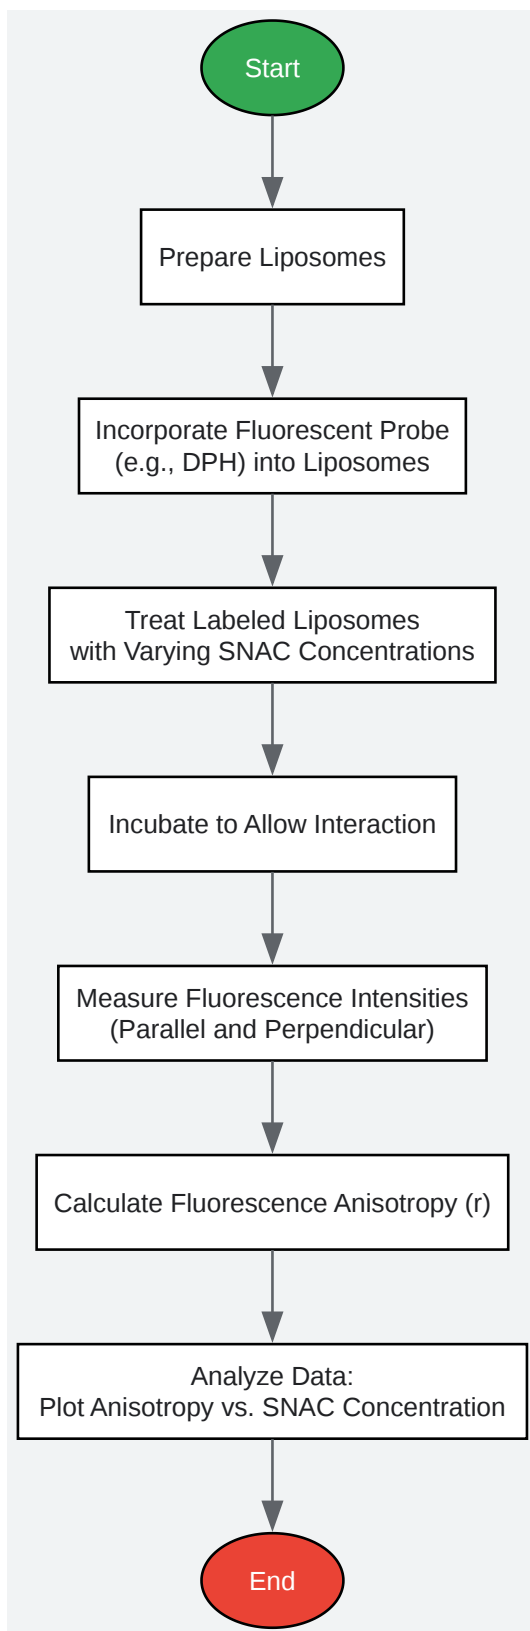 Start
Prepare Liposomes
Incorporate Fluorescent Probe
(e.g., DPH) into Liposomes
Treat Labeled Liposomes
with Varying SNAC Concentrations
Incubate to Allow Interaction
Measure Fluorescence Intensities
(Parallel and Perpendicular)
Calculate Fluorescence Anisotropy (r)
Analyze Data:
Plot Anisotropy vs. SNAC Concentration
End